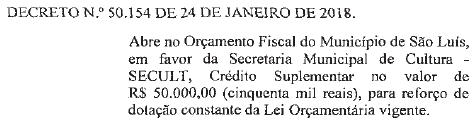 DECRETO N.º 50.154 DE 24 DE JANEIRO DE 2018.
Abre no Orçamento Fiscal do Município de São Luís,
em favor da Secretaria Municipal de Cultura -
SECULT, Crédito Suplementar no valor de
R$ 50.000,00 (cinquenta mil reais), para reforço de
dotação constante da Lei Orçamentária vigente.